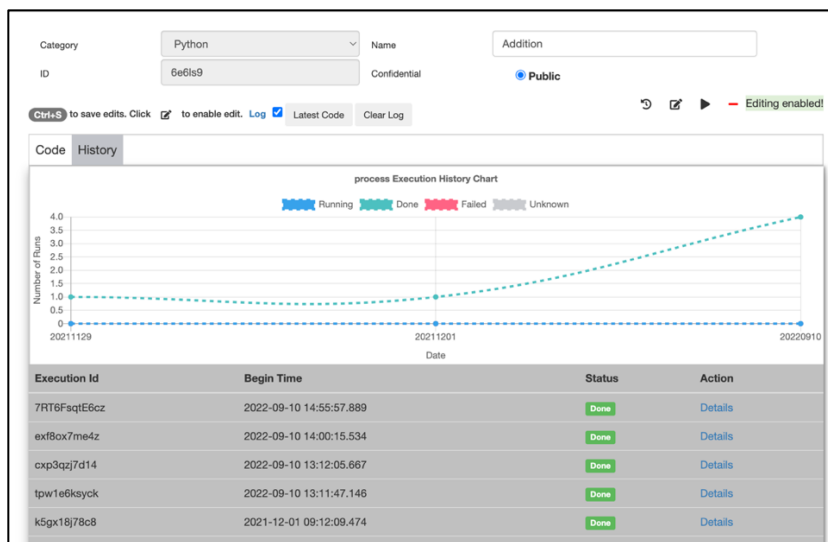 Category Python Name Addition
ID 6e6ls9 Confidential Public
Ctrl+S to save edits. Click to enable edit. Log Latest Code Clear Log Editing enabled!
Code History
process Execution History Chart
Running Done Failed Unknown
Number of Runs
4.0
3.5
3.0
2.5
2.0
1.5
1.0
0.5
0
20211129 20211201 20220910
Date
Execution Id Begin Time Status Action
7RT6FsqtE6cz 2022-09-10 14:55:57.889 Done Details
exf8ox7me4z 2022-09-10 14:00:15.534 Done Details
cxp3qzj7d14 2022-09-10 13:12:05.667 Done Details
tpw1e6ksyck 2022-09-10 13:11:47.146 Done Details
k5gx18j78c8 2021-12-01 09:12:09.474 Done Details